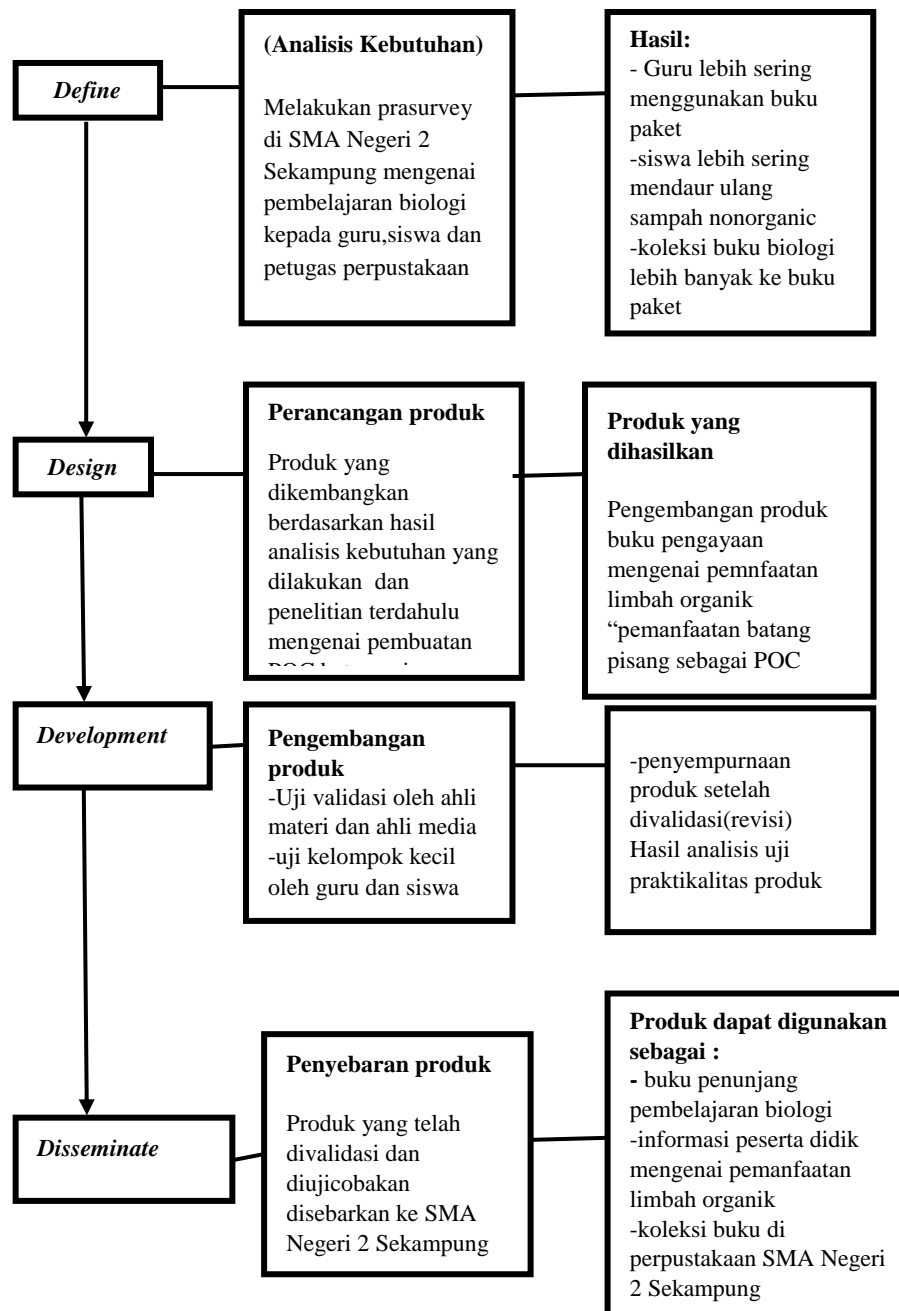 Define
(Analisis Kebutuhan)
Melakukan prasurvey
di SMA Negeri 2
Sekampung mengenai
pembelajaran biologi
kepada guru,siswa dan
petugas perpustakaan
Hasil:
- Guru lebih sering
menggunakan buku
paket
-siswa lebih sering
mendaur ulang
sampah nonorganic
-koleksi buku biologi
lebih banyak ke buku
paket
Design
Perancangan produk
Produk yang
dikembangkan
berdasarkan hasil
analisis kebutuhan yang
dilakukan dan
penelitian terdahulu
mengenai pembuatan
Produk yang
dihasilkan
Pengembangan produk
buku pengayaan
mengenai pemnfaatan
limbah organik
“pemanfaatan batang
pisang sebagai POC
Development
Pengembangan
produk
-Uji validasi oleh ahli
materi dan ahli media
-uji kelompok kecil
oleh guru dan siswa
-penyempurnaan
produk setelah
divalidasi(revisi)
Hasil analisis uji
praktikalitas produk
Disseminate
Penyebaran produk
Produk yang telah
divalidasi dan
diujicobakan
disebarkan ke SMA
Negeri 2 Sekampung
Produk dapat digunakan
sebagai :
- buku penunjang
pembelajaran biologi
-informasi peserta didik
mengenai pemanfaatan
limbah organik
-koleksi buku di
perpustakaan SMA Negeri
2 Sekampung